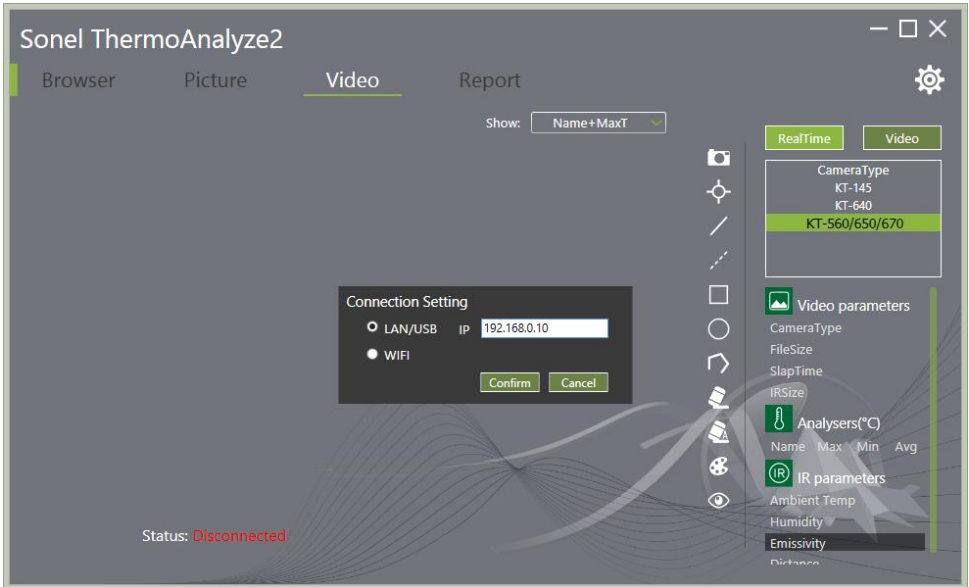 Sonel ThermoAnalyze2
Browser Picture Video Report
Show: Name+MaxT
RealTime Video
CameraType
KT-145
KT-640
KT-560/650/670
Connection Setting
LAN/USB IP 192.168.0.10
WIFI
Confirm Cancel
Video parameters
CameraType
FileSize
SlapTime
IRSize
Analysers(°C)
Name Max Min Avg
IR IR parameters
Ambient Temp
Humidity
Emissivity
Distance
Status: Disconnected